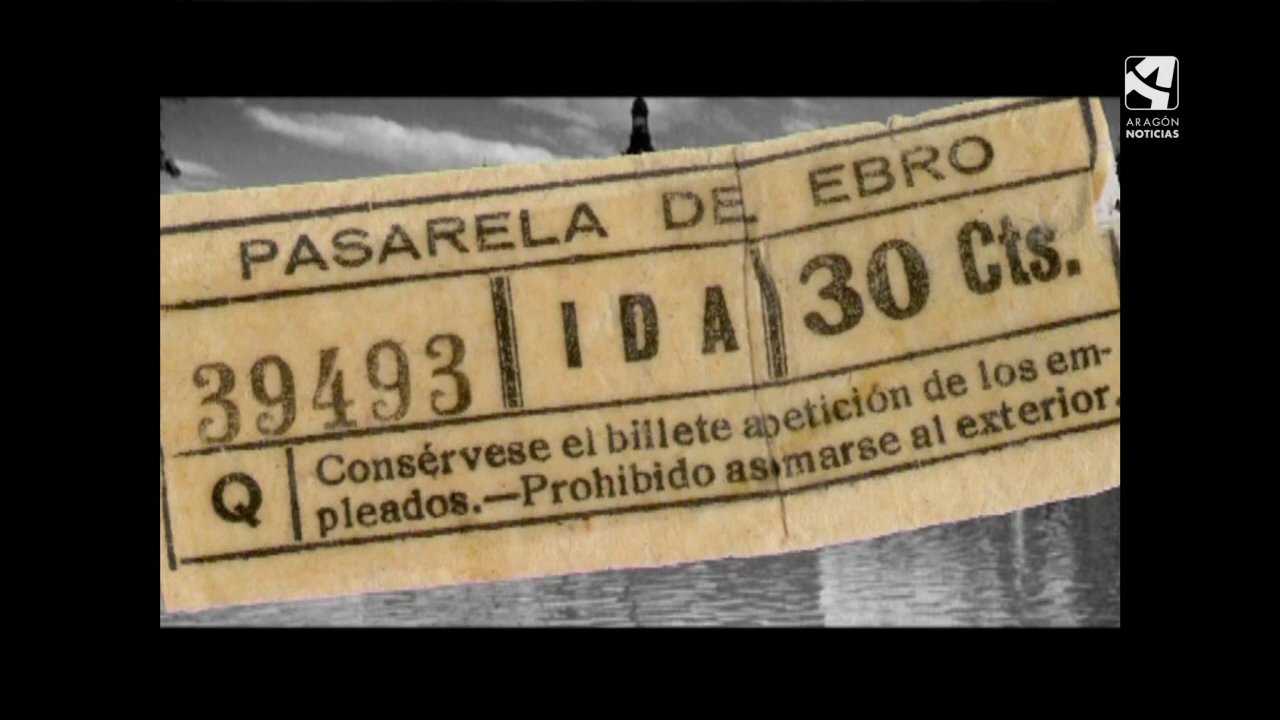 ARAGÓN
NOTICIAS
PASARELA DE EBRO
39493 IDA 30 Cts.
Q
Consérvese el billete a petición de los em-
pleados.—Prohibido asomarse al exterior.